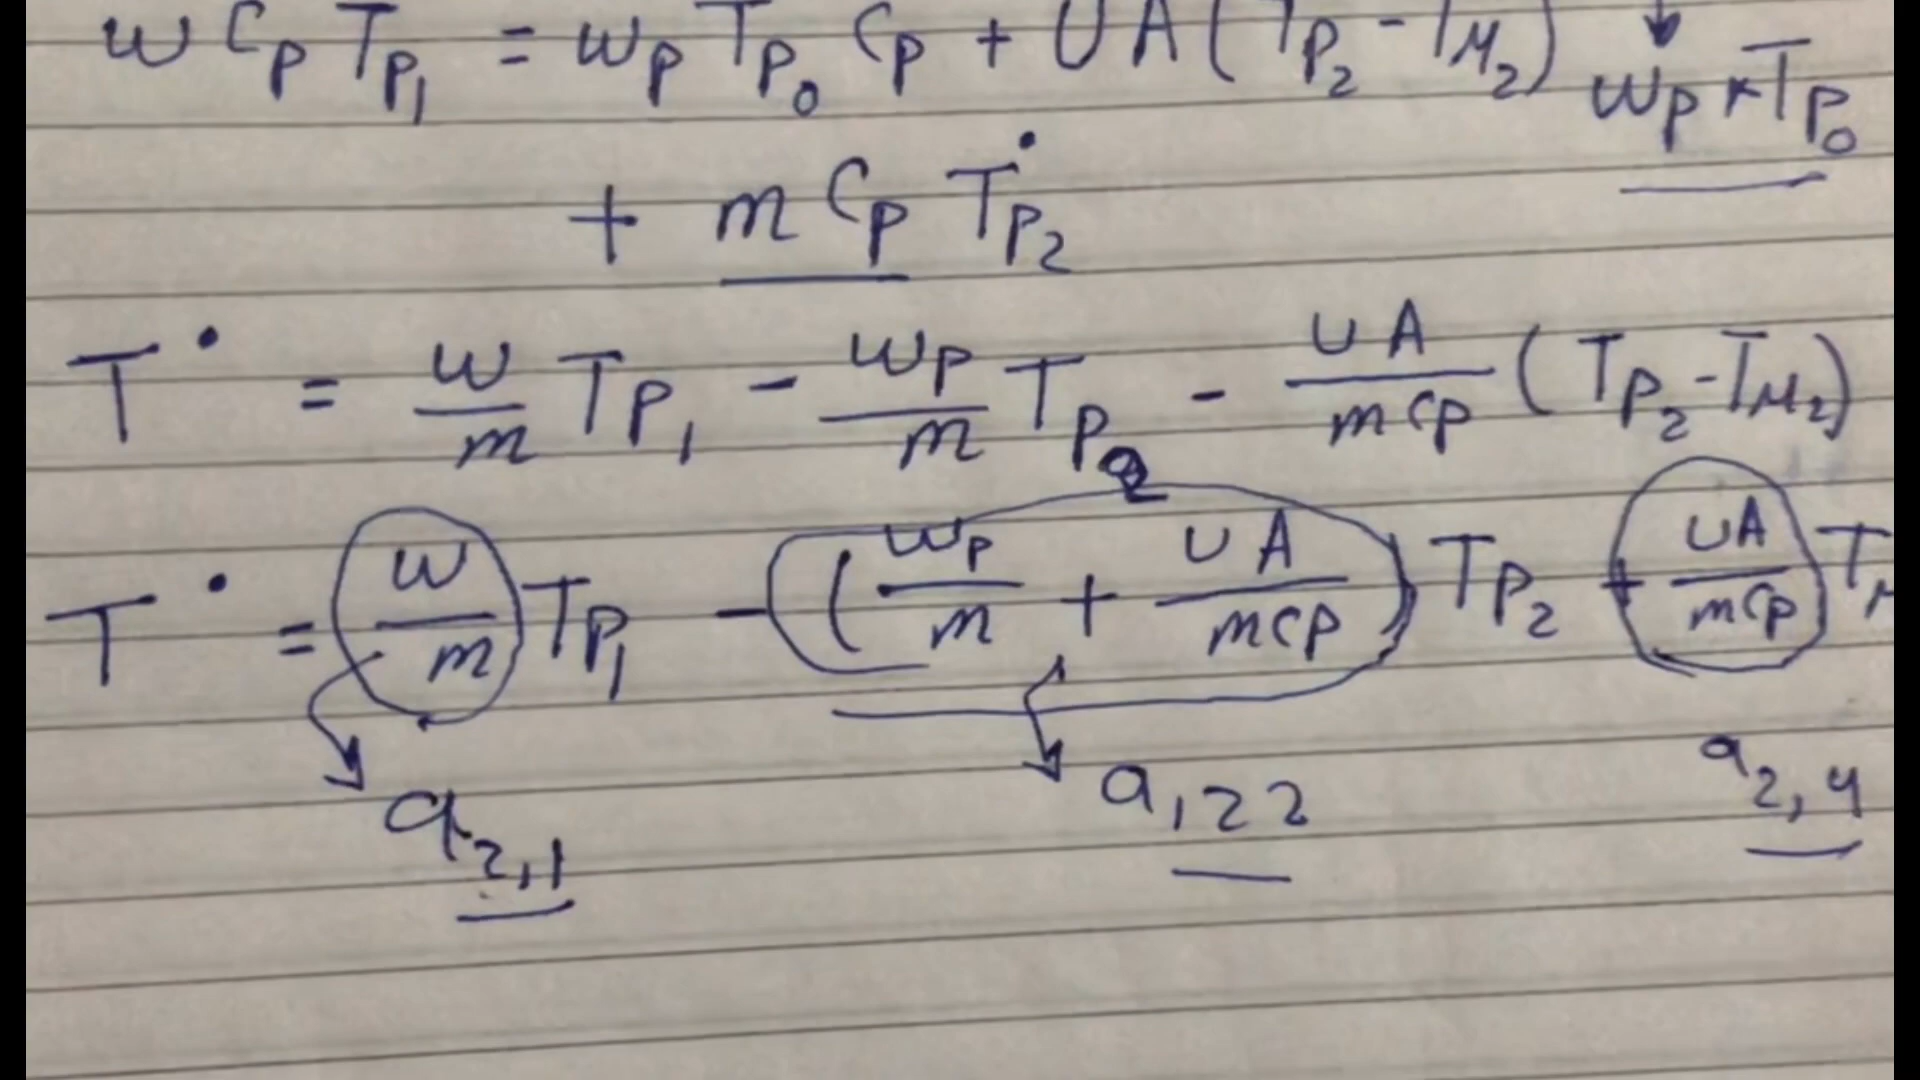 w Cp Tp₁ = wp Tp₀ Cp + UA (Tp₂ - TM₂) ↓
wp × Tp₀
+ m Cp Ṫp₂
T˙ = w/m Tp₁ - wp/m Tp₂ - UA/mcp (Tp₂ - TM₂)
T˙ = w/m Tp₁ - (wp/m + UA/mcp) Tp₂ + UA/mcp T
a₂,₁ a,₂₂ a₂,₄